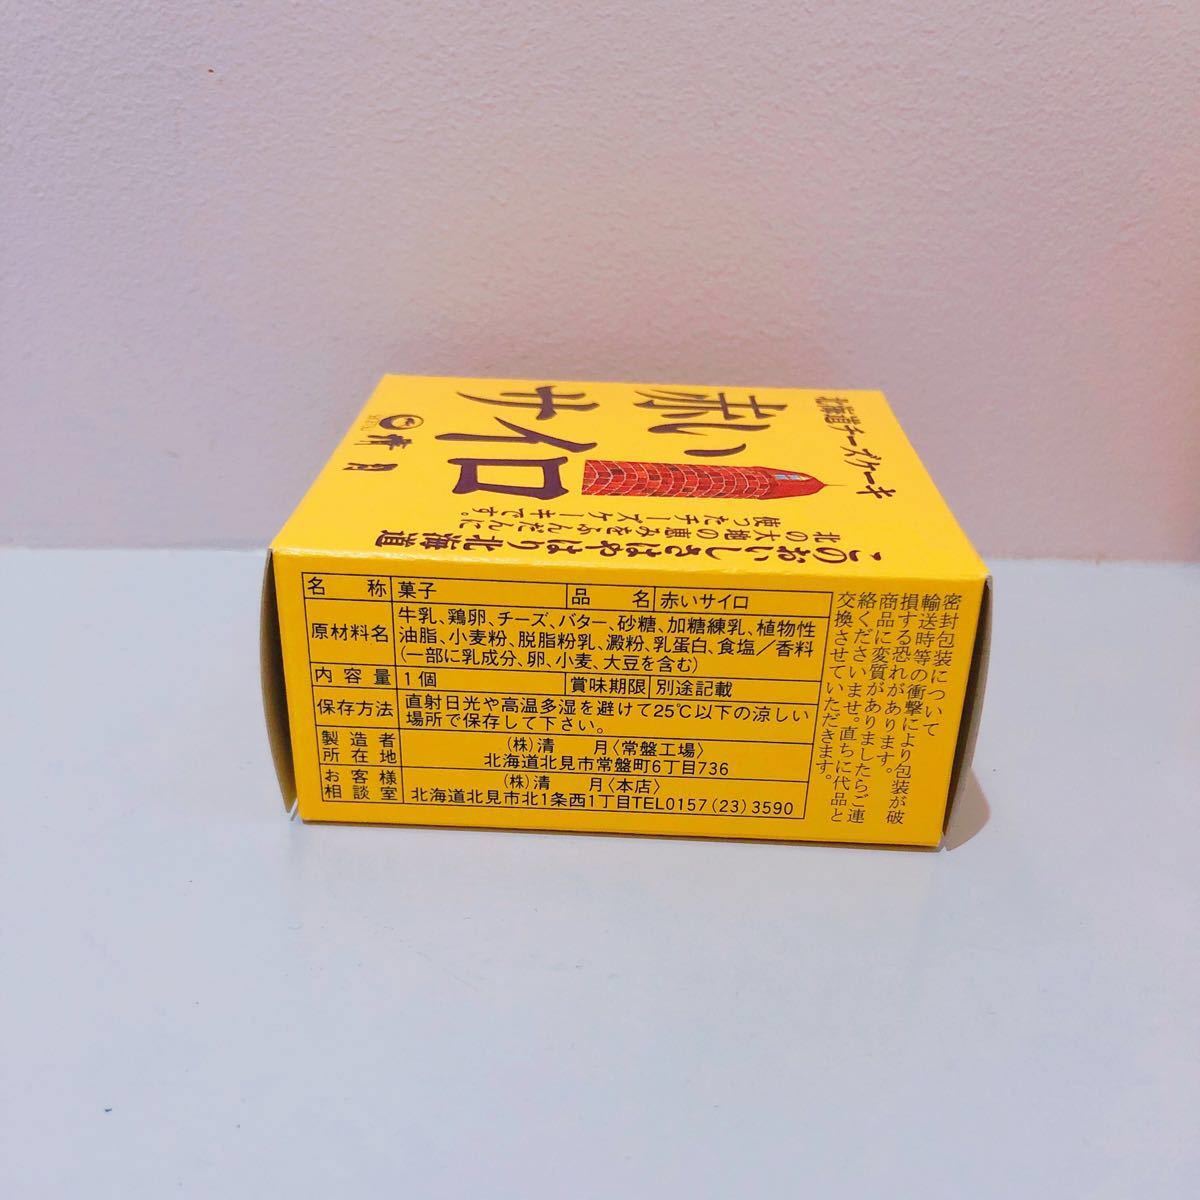 北海道チーズケーキ
赤い
サイロ
SEIGETSU
清月
このおいしさはやはり北海道
北の大地の恵みをふんだんに
使ったチーズケーキです。
名称 菓子 品名 赤いサイロ
原材料名 牛乳、鶏卵、チーズ、バター、砂糖、加糖練乳、植物性
油脂、小麦粉、脱脂粉乳、澱粉、乳蛋白、食塩／香料
(一部に乳成分、卵、小麦、大豆を含む)
内容量 1個 賞味期限 別途記載
保存方法 直射日光や高温多湿を避けて25℃以下の涼しい
場所で保存して下さい。
製造者 (株)清 月〈常盤工場〉
所在地 北海道北見市常盤町6丁目736
お客様 (株)清 月〈本店〉
相談室 北海道北見市北1条西1丁目TEL0157(23)3590
密封包装について
輸送時等の衝撃により包装が破
損する恐れがあります。
商品に変質がありましたらご連
絡くださいませ。直ちに代品と
交換させていただきます。